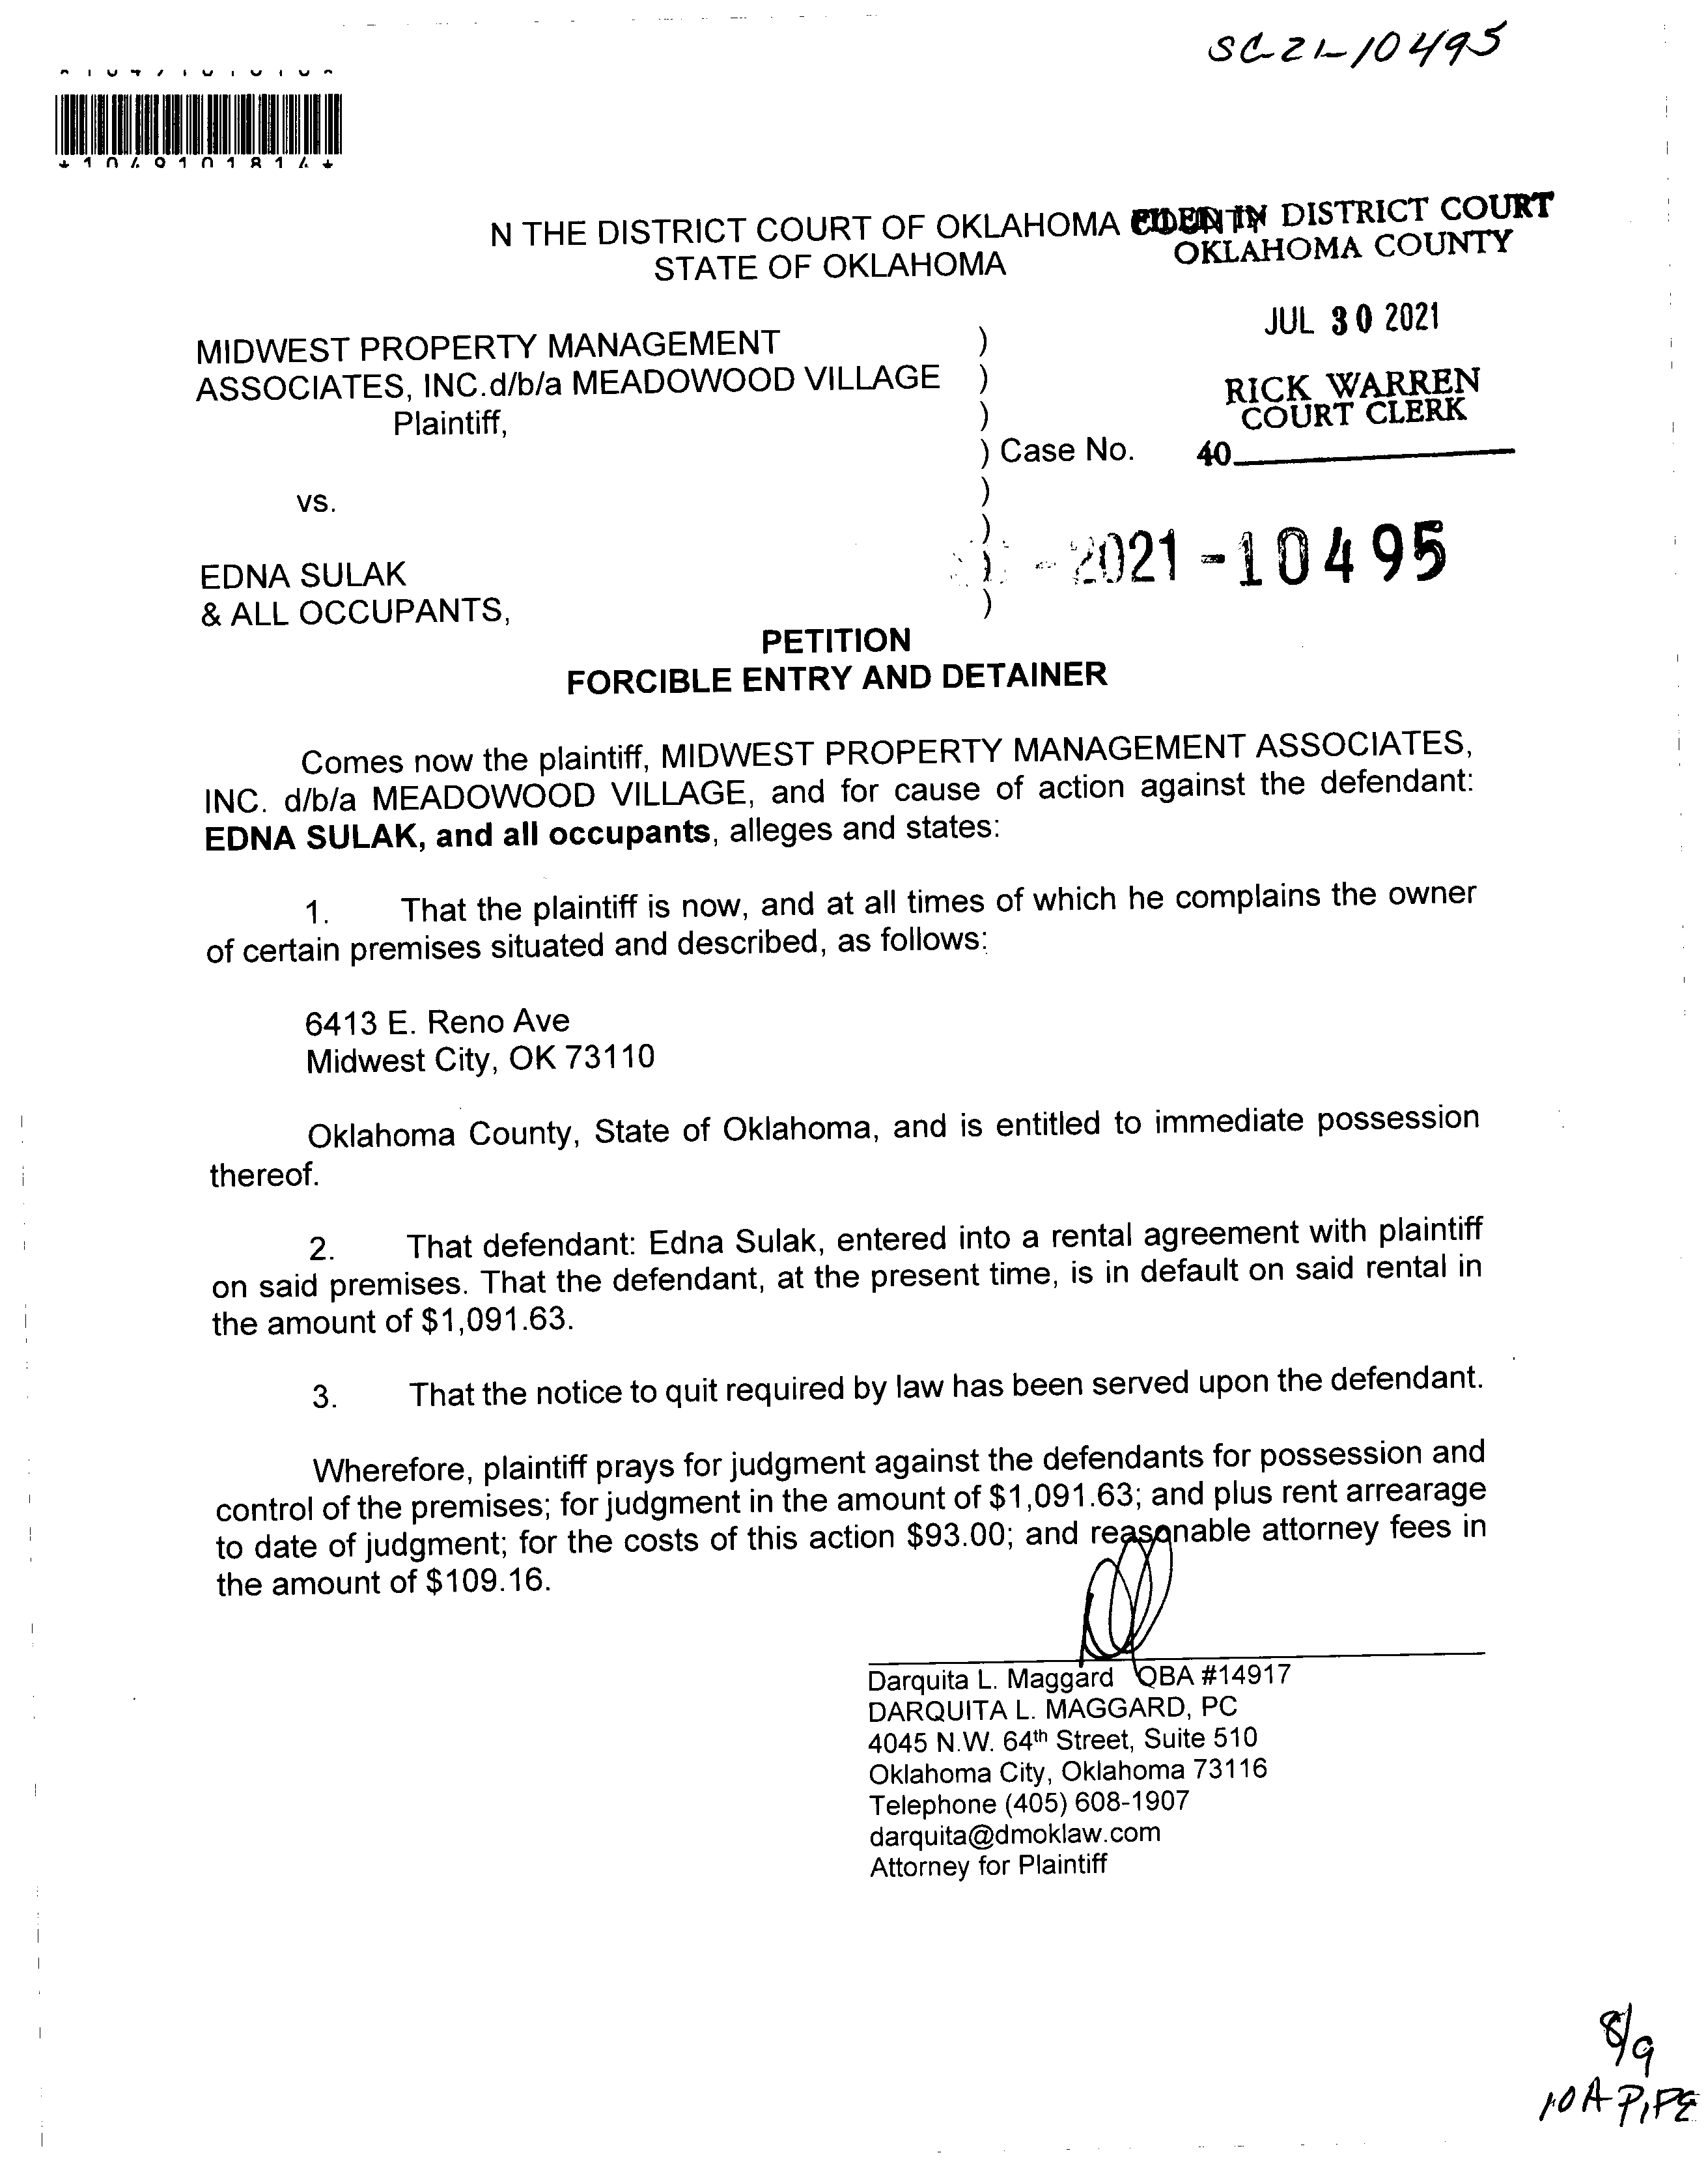 SC-21-10495
*1049101814*
N THE DISTRICT COURT OF OKLAHOMA COUNTY
STATE OF OKLAHOMA
FILED IN DISTRICT COURT
OKLAHOMA COUNTY
JUL 30 2021
RICK WARREN
COURT CLERK
40
MIDWEST PROPERTY MANAGEMENT )
ASSOCIATES, INC.d/b/a MEADOWOOD VILLAGE )
Plaintiff, )
) Case No.
vs. )
)
EDNA SULAK )
- 2021 - 10495
& ALL OCCUPANTS, )
PETITION
FORCIBLE ENTRY AND DETAINER
Comes now the plaintiff, MIDWEST PROPERTY MANAGEMENT ASSOCIATES,
INC. d/b/a MEADOWOOD VILLAGE, and for cause of action against the defendant:
EDNA SULAK, and all occupants, alleges and states:
1. That the plaintiff is now, and at all times of which he complains the owner
of certain premises situated and described, as follows:
6413 E. Reno Ave
Midwest City, OK 73110
Oklahoma County, State of Oklahoma, and is entitled to immediate possession
thereof.
2. That defendant: Edna Sulak, entered into a rental agreement with plaintiff
on said premises. That the defendant, at the present time, is in default on said rental in
the amount of $1,091.63.
3. That the notice to quit required by law has been served upon the defendant.
Wherefore, plaintiff prays for judgment against the defendants for possession and
control of the premises; for judgment in the amount of $1,091.63; and plus rent arrearage
to date of judgment; for the costs of this action $93.00; and reasonable attorney fees in
the amount of $109.16.
Darquita L. Maggard OBA #14917
DARQUITA L. MAGGARD, PC
4045 N.W. 64th Street, Suite 510
Oklahoma City, Oklahoma 73116
Telephone (405) 608-1907
darquita@dmoklaw.com
Attorney for Plaintiff
8/9
10A